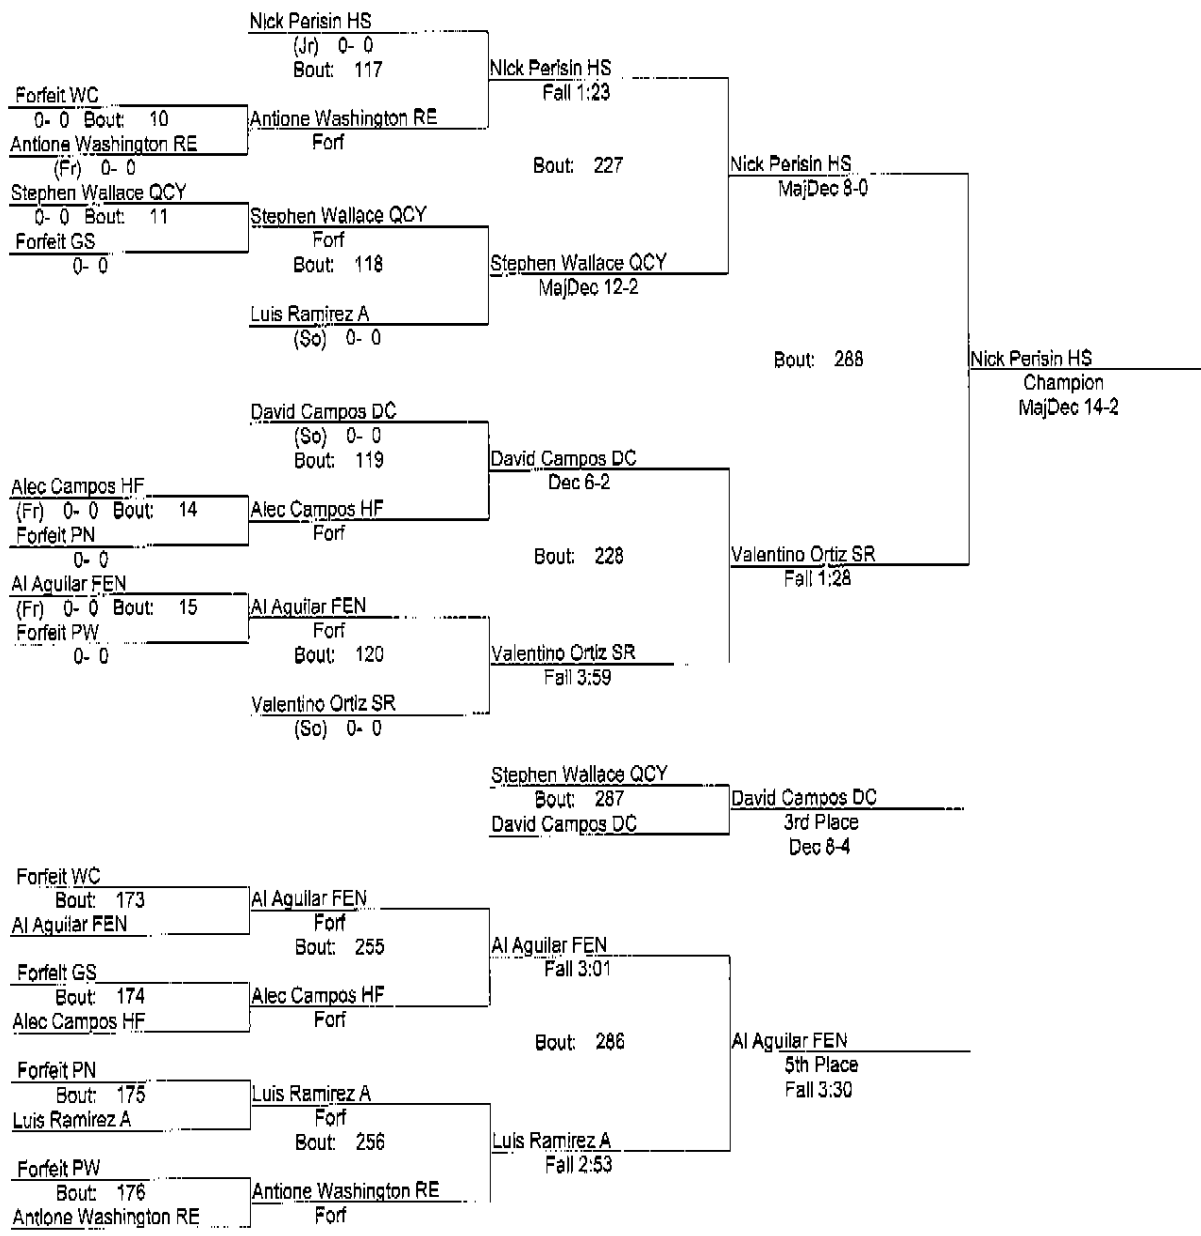 Nick Perisin HS
(Jr) 0- 0
Bout: 117
Nick Perisin HS
Fall 1:23
Forfeit WC
0- 0 Bout: 10
Antione Washington RE
Forf
Antione Washington RE
(Fr) 0- 0
Bout: 227
Nick Perisin HS
MajDec 8-0
Stephen Wallace QCY
0- 0 Bout: 11
Stephen Wallace QCY
Forf
Forfeit GS
0- 0
Bout: 118
Stephen Wallace QCY
MajDec 12-2
Luis Ramirez A
(So) 0- 0
Bout: 288
Nick Perisin HS
Champion
MajDec 14-2
David Campos DC
(So) 0- 0
Bout: 119
David Campos DC
Dec 6-2
Alec Campos HF
(Fr) 0- 0 Bout: 14
Alec Campos HF
Forf
Forfeit PN
0- 0
Bout: 228
Valentino Ortiz SR
Fall 1:28
Al Aguilar FEN
(Fr) 0- 0 Bout: 15
Al Aguilar FEN
Forf
Forfeit PW
0- 0
Bout: 120
Valentino Ortiz SR
Fall 3:59
Valentino Ortiz SR
(So) 0- 0
Stephen Wallace QCY
Bout: 287
David Campos DC
David Campos DC
3rd Place
Dec 8-4
Forfeit WC
Bout: 173
Al Aguilar FEN
Al Aguilar FEN
Forf
Bout: 255
Al Aguilar FEN
Fall 3:01
Forfeit GS
Bout: 174
Alec Campos HF
Alec Campos HF
Forf
Bout: 286
Al Aguilar FEN
5th Place
Fall 3:30
Forfeit PN
Bout: 175
Luis Ramirez A
Luis Ramirez A
Forf
Bout: 256
Luis Ramirez A
Fall 2:53
Forfeit PW
Bout: 176
Antione Washington RE
Antione Washington RE
Forf